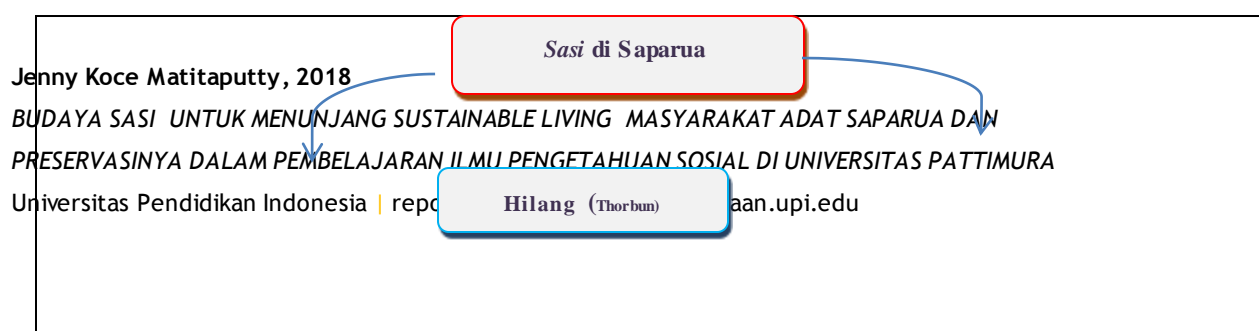 Sasi di Saparua
Jenny Koce Matitaputty, 2018
BUDAYA SASI UNTUK MENUNJANG SUSTAINABLE LIVING MASYARAKAT ADAT SAPARUA DAN
PRESERVASINYA DALAM PEMBELAJARAN ILMU PENGETAHUAN SOSIAL DI UNIVERSITAS PATTIMURA
Universitas Pendidikan Indonesia | repo aan.upi.edu
Hilang (Thorbun)